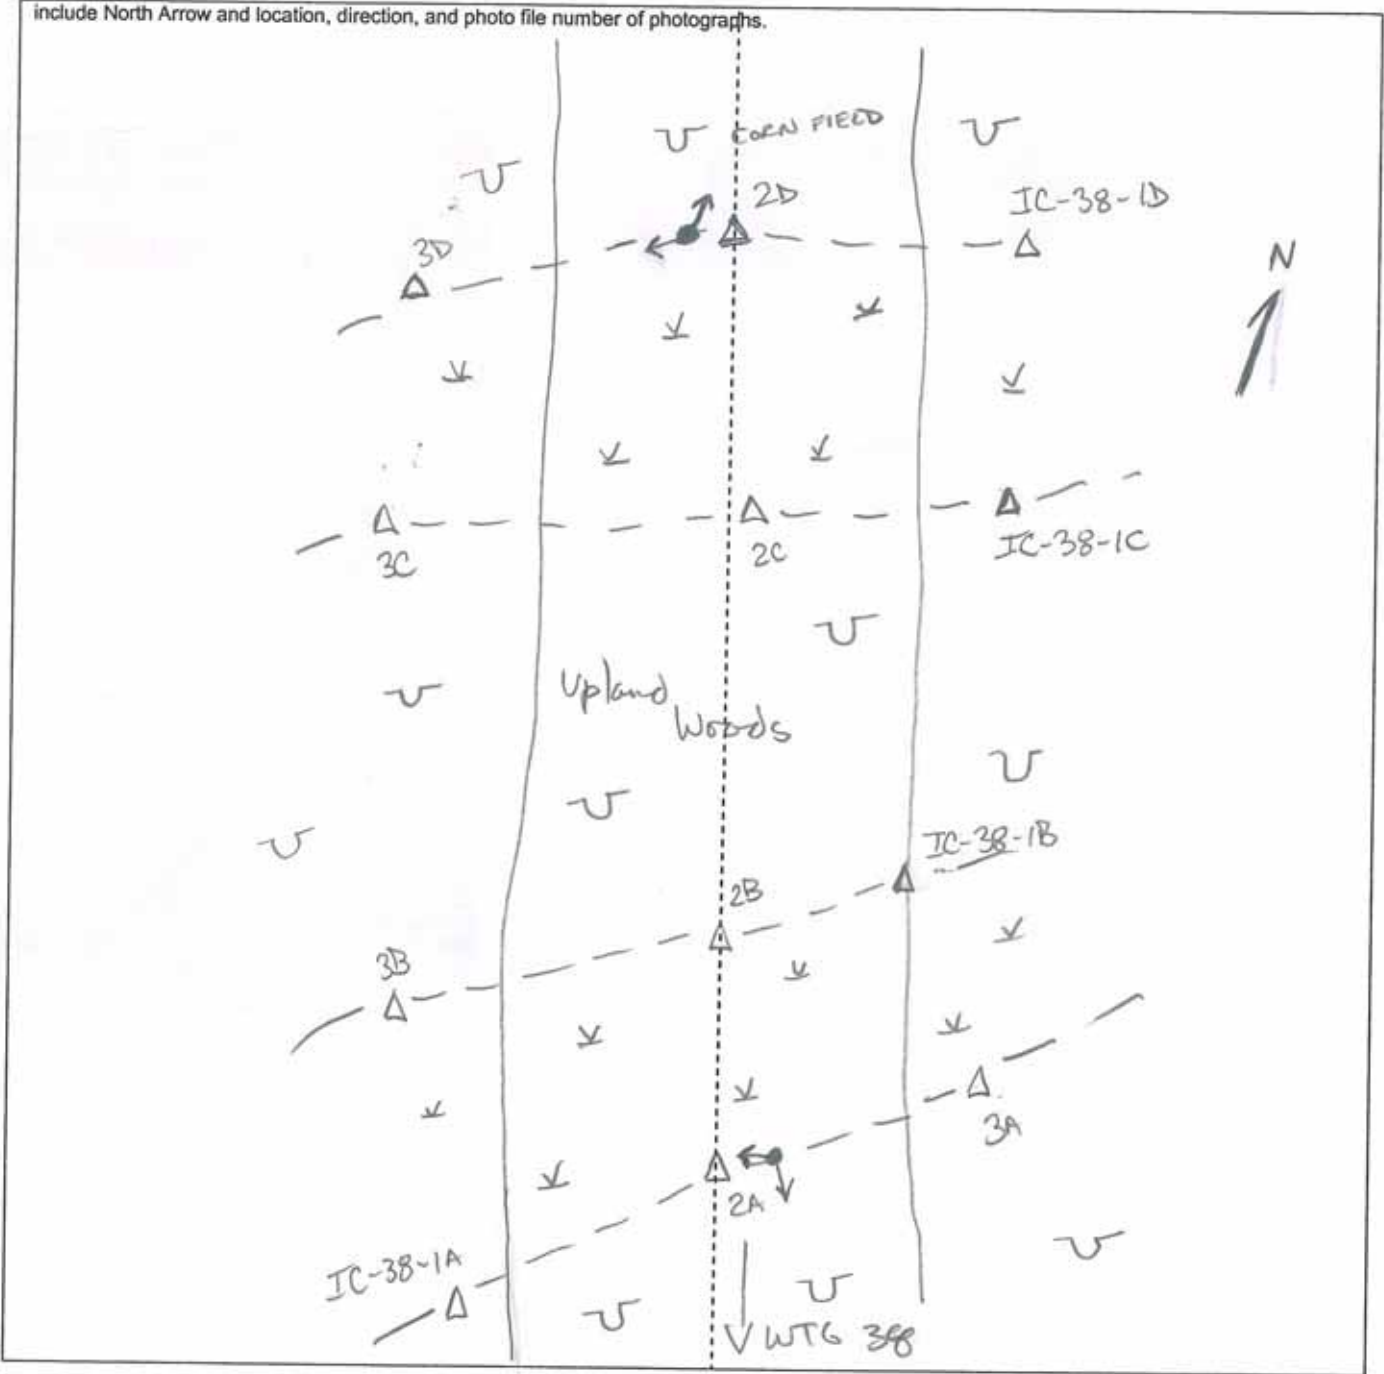 include North Arrow and location, direction, and photo file number of photographs.
CORN FIELD
2D
IC-38-1D
3D
N
3C
2C
IC-38-1C
Upland
Woods
IC-38-1B
2B
3B
3A
2A
IC-38-1A
WTG 38